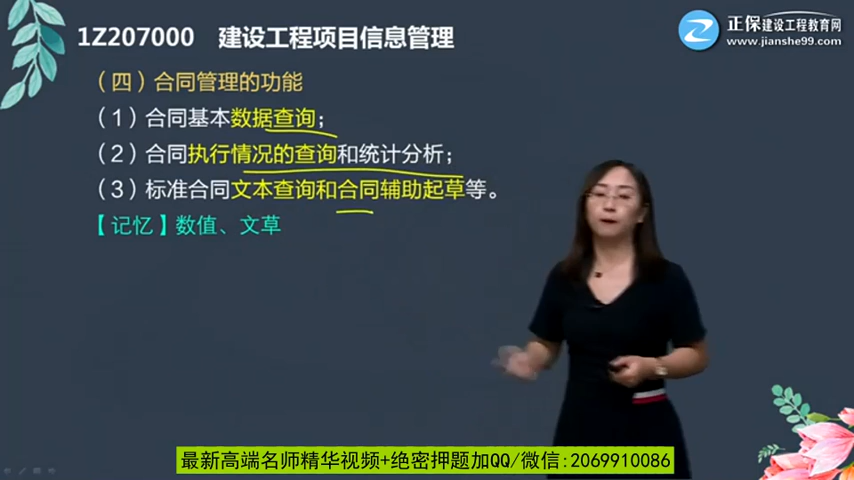 1Z207000 建设工程项目信息管理
正保建设工程教育网
www.jianshe99.com
（四）合同管理的功能
（1）合同基本数据查询；
（2）合同执行情况的查询和统计分析；
（3）标准合同文本查询和合同辅助起草等。
【记忆】数值、文草
最新高端名师精华视频+绝密押题加QQ/微信:2069910086